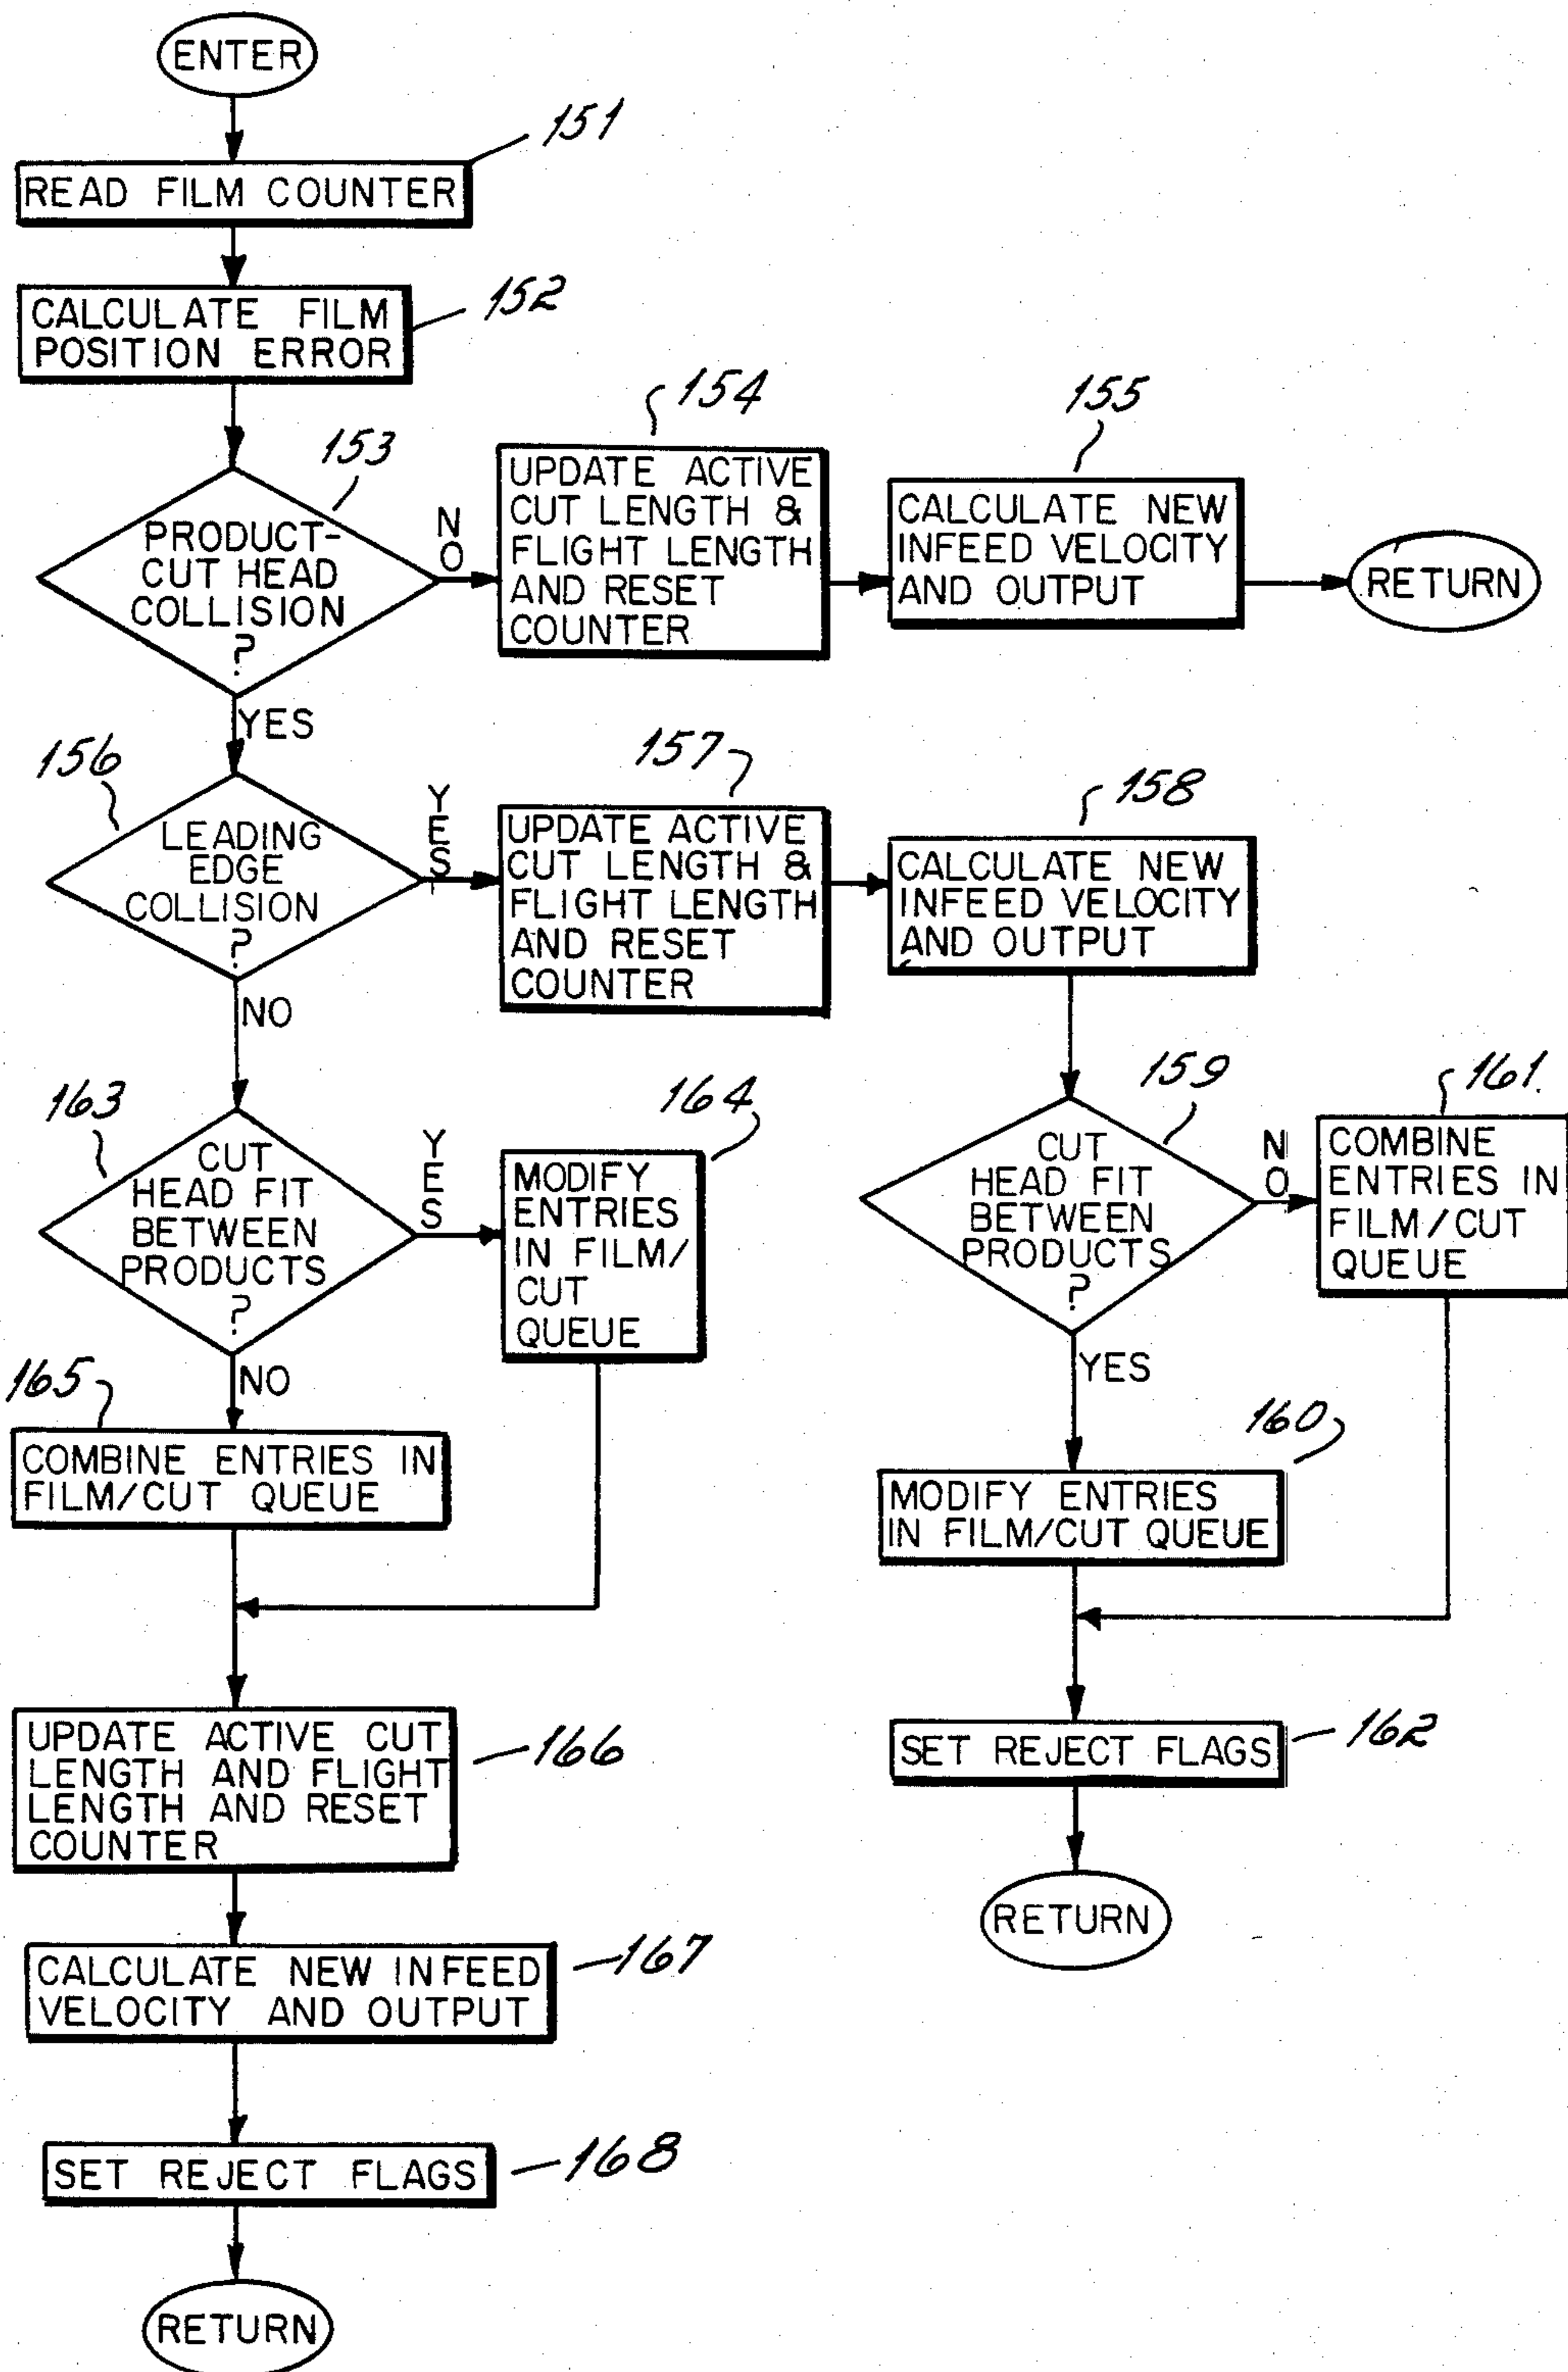 ENTER
151
READ FILM COUNTER
152
CALCULATE FILM
POSITION ERROR
153
PRODUCT-
CUT HEAD
COLLISION
?
NO
154
UPDATE ACTIVE
CUT LENGTH &
FLIGHT LENGTH
AND RESET
COUNTER
155
CALCULATE NEW
INFEED VELOCITY
AND OUTPUT
RETURN
YES
156
LEADING
EDGE
COLLISION
?
YES
157
UPDATE ACTIVE
CUT LENGTH &
FLIGHT LENGTH
AND RESET
COUNTER
158
CALCULATE NEW
INFEED VELOCITY
AND OUTPUT
NO
159
CUT
HEAD FIT
BETWEEN
PRODUCTS
?
NO
161
COMBINE
ENTRIES IN
FILM/CUT
QUEUE
YES
160
MODIFY ENTRIES
IN FILM/CUT QUEUE
162
SET REJECT FLAGS
RETURN
163
CUT
HEAD FIT
BETWEEN
PRODUCTS
?
YES
164
MODIFY
ENTRIES
IN FILM/
CUT
QUEUE
NO
165
COMBINE ENTRIES IN
FILM/CUT QUEUE
166
UPDATE ACTIVE CUT
LENGTH AND FLIGHT
LENGTH AND RESET
COUNTER
167
CALCULATE NEW INFEED
VELOCITY AND OUTPUT
168
SET REJECT FLAGS
RETURN